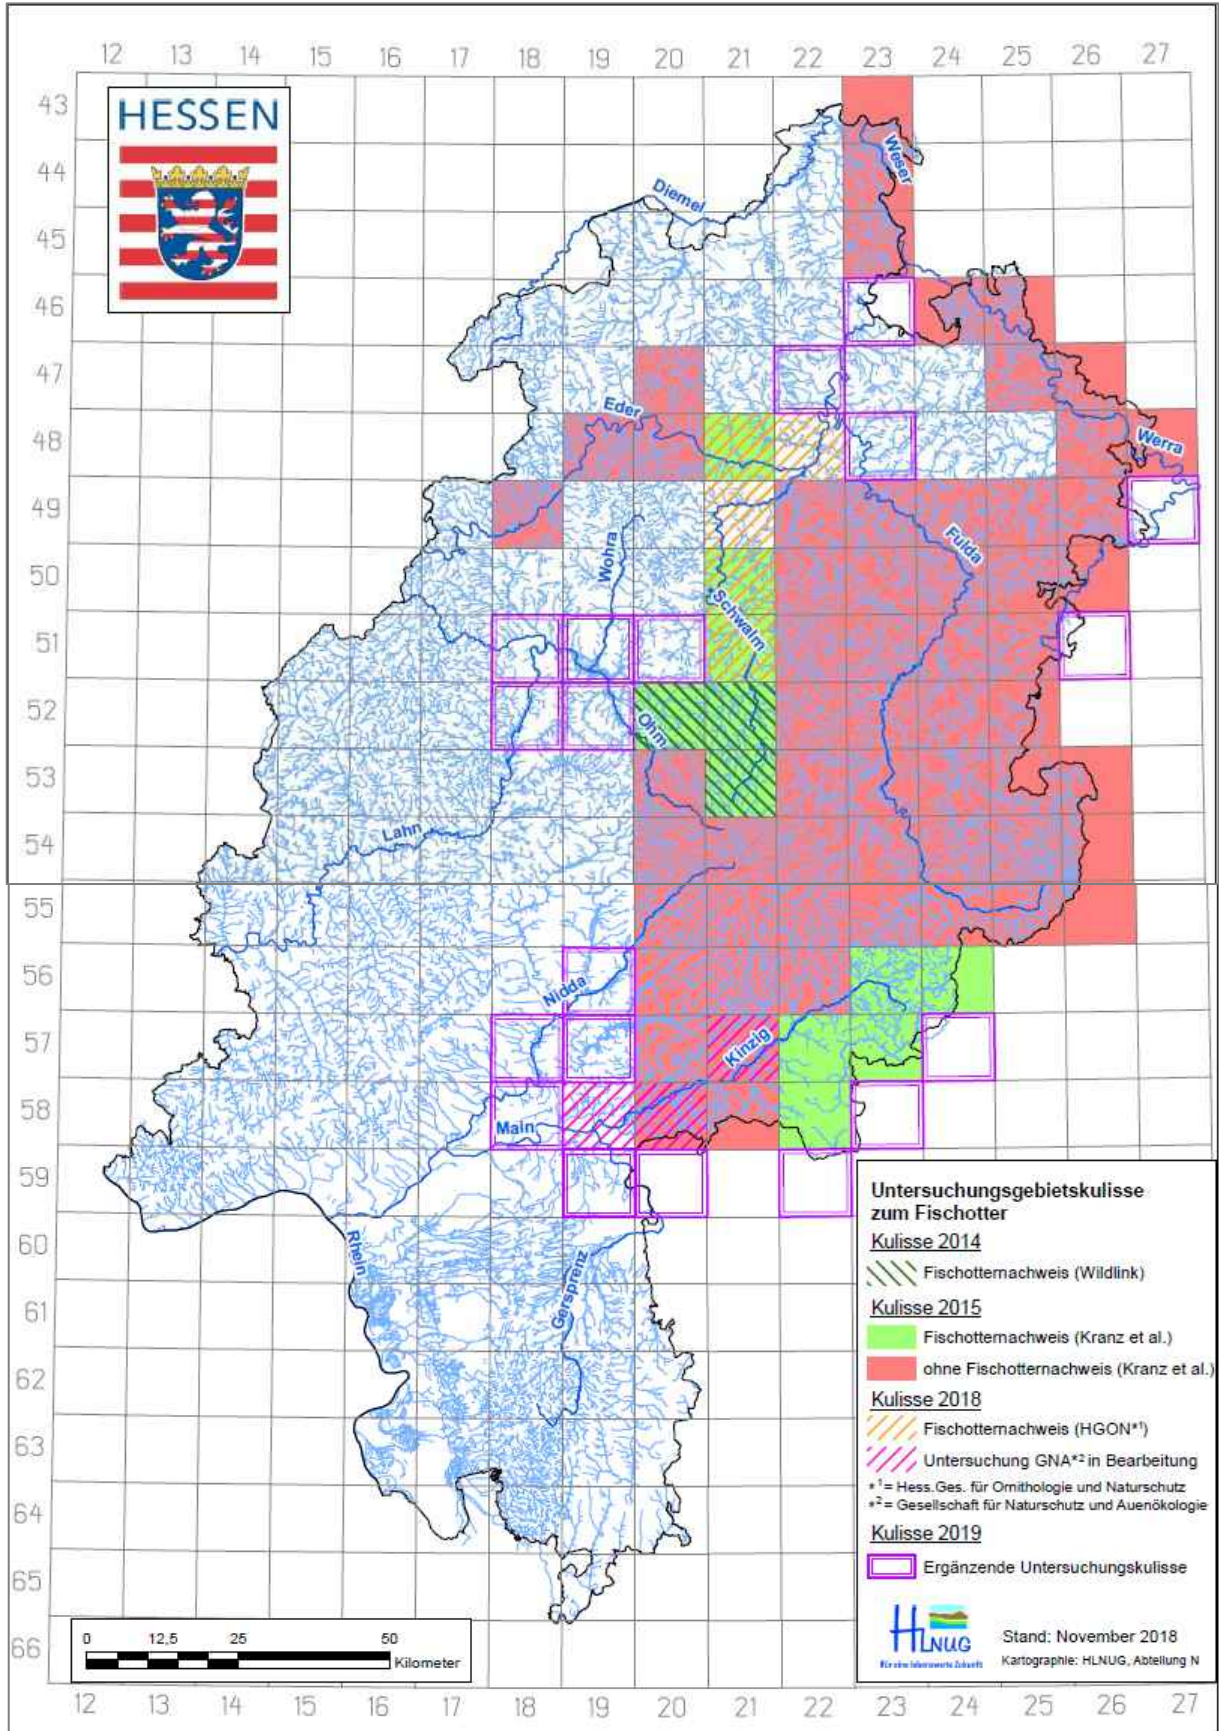 12 13 14 15 16 17 18 19 20 21 22 23 24 25 26 27
43
HESSEN
44
Weser
Diemel
45
46
47
Eder
48
Werra
49
Fulda
Wohra
50
Schwalm
51
52
Ohm
53
54
Lahn
55
56
Nidda
57
Kinzig
58
Main
59
60
Rhein
Gersprenz
61
62
63
64
65
66
Untersuchungsgebietskulisse
zum Fischotter
Kulisse 2014
Fischotternachweis (Wildlink)
Kulisse 2015
Fischotternachweis (Kranz et al.)
ohne Fischotternachweis (Kranz et al.)
Kulisse 2018
Fischotternachweis (HGON*1)
Untersuchung GNA*2 in Bearbeitung
*1= Hess.Ges. für Ornithologie und Naturschutz
*2= Gesellschaft für Naturschutz und Auenökologie
Kulisse 2019
Ergänzende Untersuchungskulisse
HLNUG
Für eine lebenswerte Zukunft
Stand: November 2018
Kartographie: HLNUG, Abteilung N
0 12,5 25 50
Kilometer
12 13 14 15 16 17 18 19 20 21 22 23 24 25 26 27